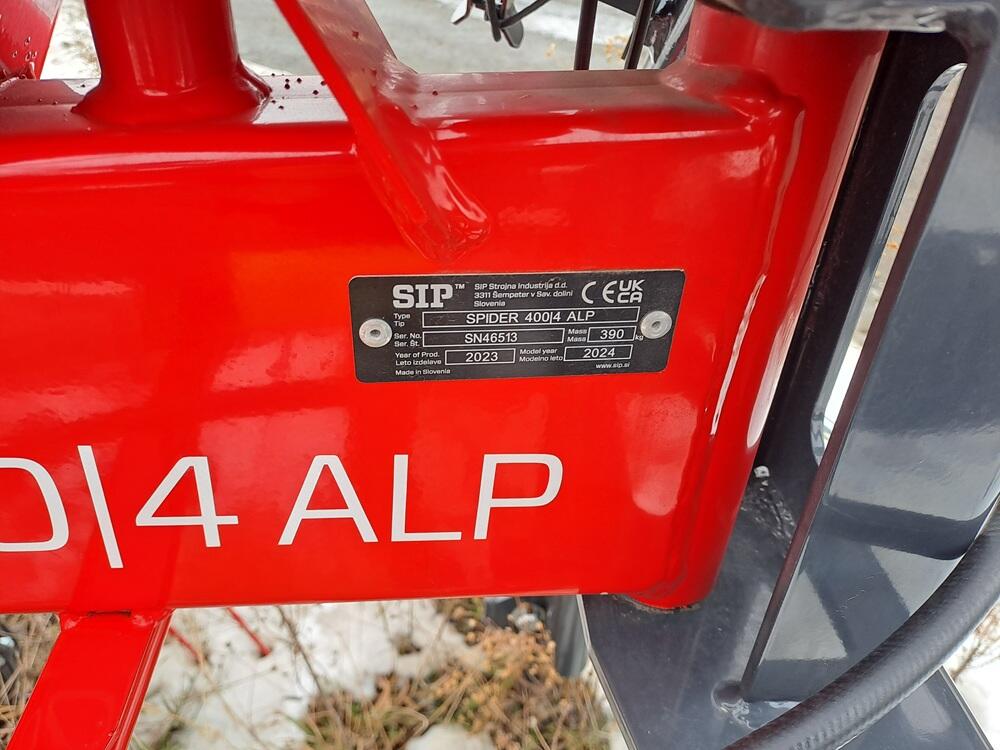 SIP™
SIP Strojna Industrija d.d.
3311 Šempeter v Sav. dolini
Slovenia
CE UK CA
Type
Tip
SPIDER 400|4 ALP
Ser. No.
Ser. Št.
SN46513
Mass
Masa
390 kg
Year of Prod.
Leto izdelave
2023
Model year
Modelno leto
2024
Made in Slovenia
www.sip.si
0|4 ALP